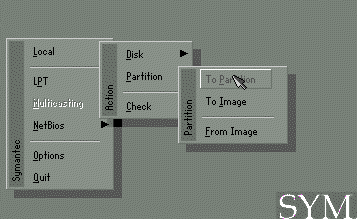 Local
LPT
Multicasting
NetBios
Options
Quit
Symantec
Disk
Partition
Check
Action
To Partition
To Image
From Image
Partition
SYM